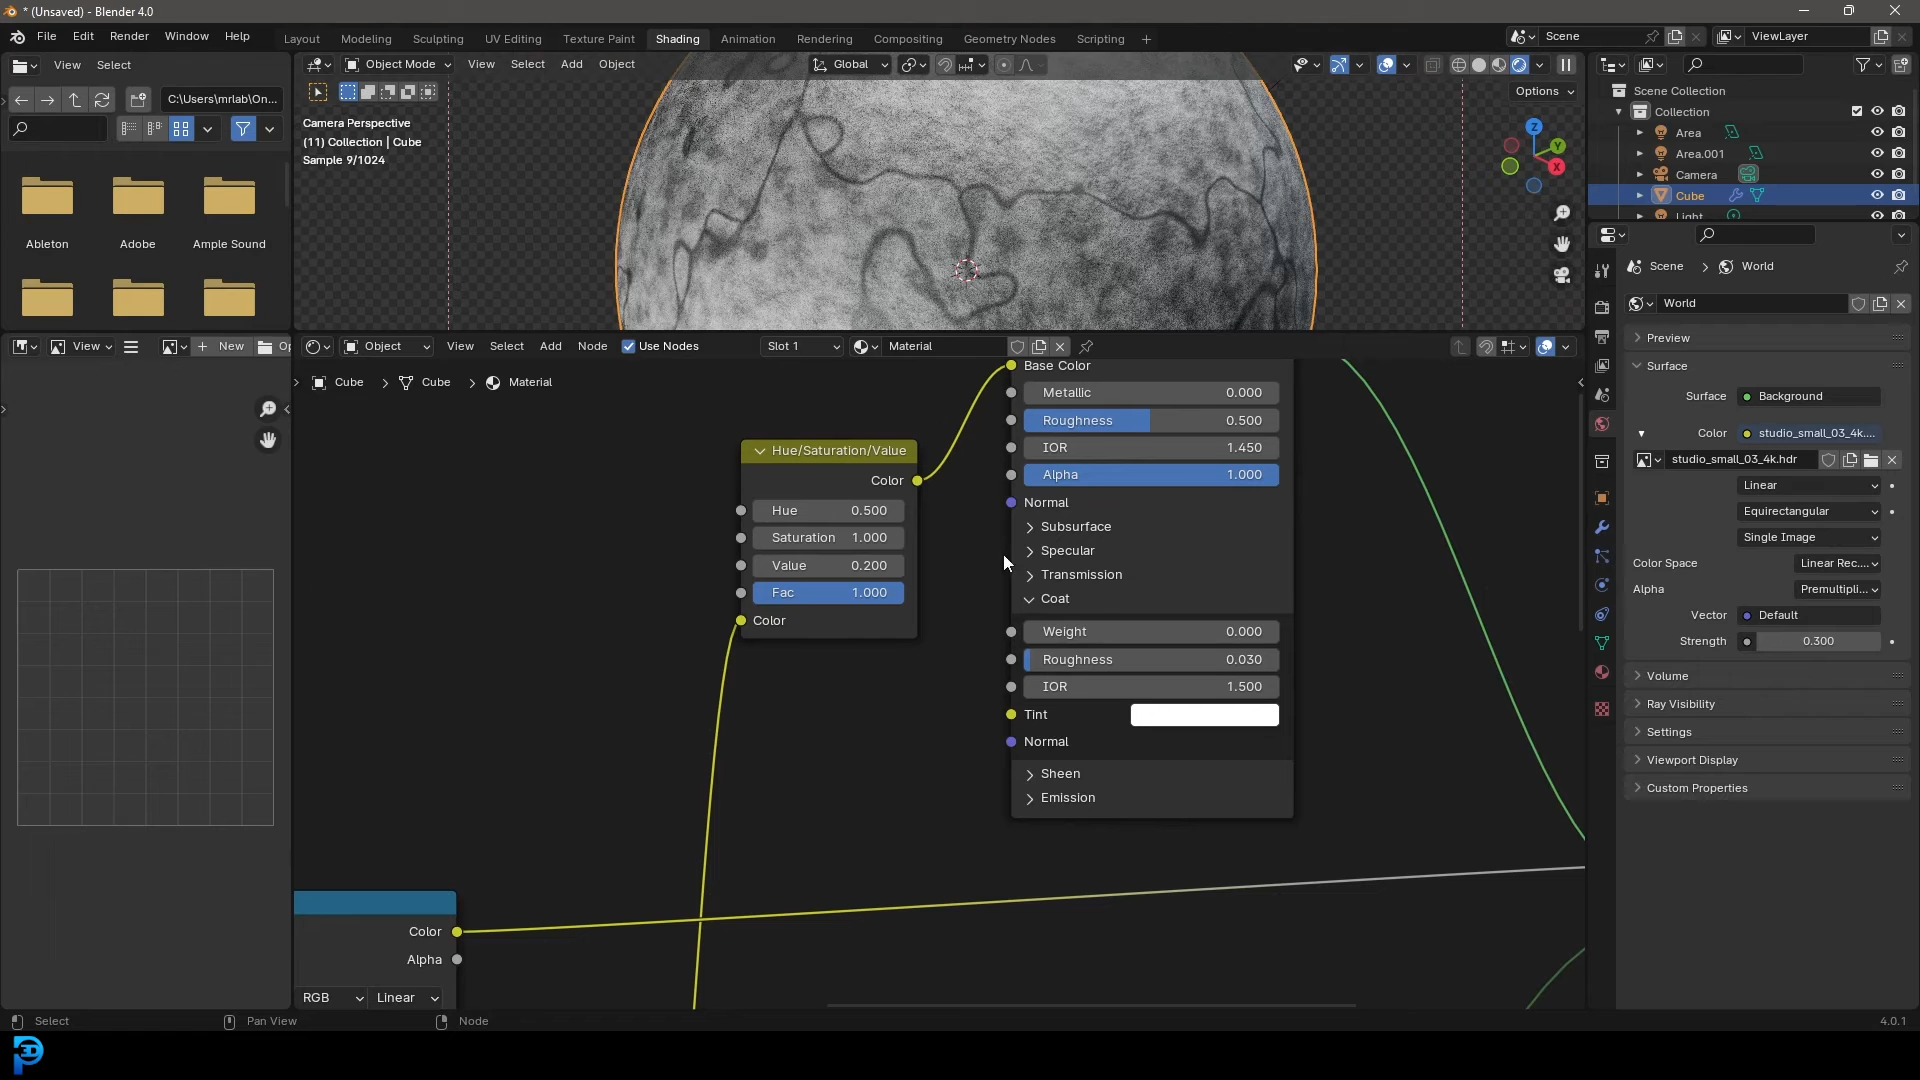 * (Unsaved) - Blender 4.0
File Edit Render Window Help
Layout Modeling Sculpting UV Editing Texture Paint Shading Animation Rendering Compositing Geometry Nodes Scripting +
Scene
ViewLayer
View Select
C:\Users\mrlab\On...
Ableton Adobe Ample Sound
Object Mode View Select Add Object
Global
Options
Camera Perspective
(11) Collection | Cube
Sample 9/1024
Z
Y
X
Scene Collection
Collection
Area
Area.001
Camera
Cube
Light
View
New
Object View Select Add Node Use Nodes
Slot 1
Material
Cube > Cube > Material
Hue/Saturation/Value
Color
Hue 0.500
Saturation 1.000
Value 0.200
Fac 1.000
Color
Base Color
Metallic 0.000
Roughness 0.500
IOR 1.450
Alpha 1.000
Normal
Subsurface
Specular
Transmission
Coat
Weight 0.000
Roughness 0.030
IOR 1.500
Tint
Normal
Sheen
Emission
Color
Alpha
RGB Linear
Scene > World
World
Preview
Surface
Surface Background
Color studio_small_03_4k....
studio_small_03_4k.hdr
Linear
Equirectangular
Single Image
Color Space Linear Rec....
Alpha Premultipli...
Vector Default
Strength 0.300
Volume
Ray Visibility
Settings
Viewport Display
Custom Properties
Select Pan View Node
4.0.1